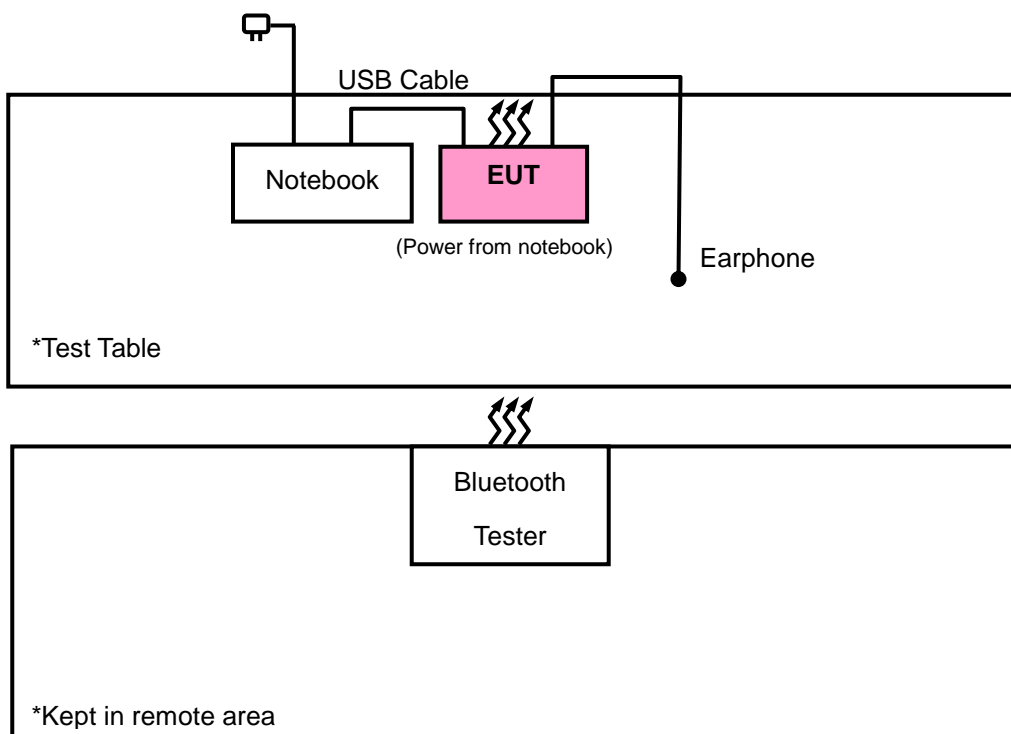 USB Cable
Notebook
EUT
(Power from notebook)
Earphone
*Test Table
Bluetooth
Tester
*Kept in remote area